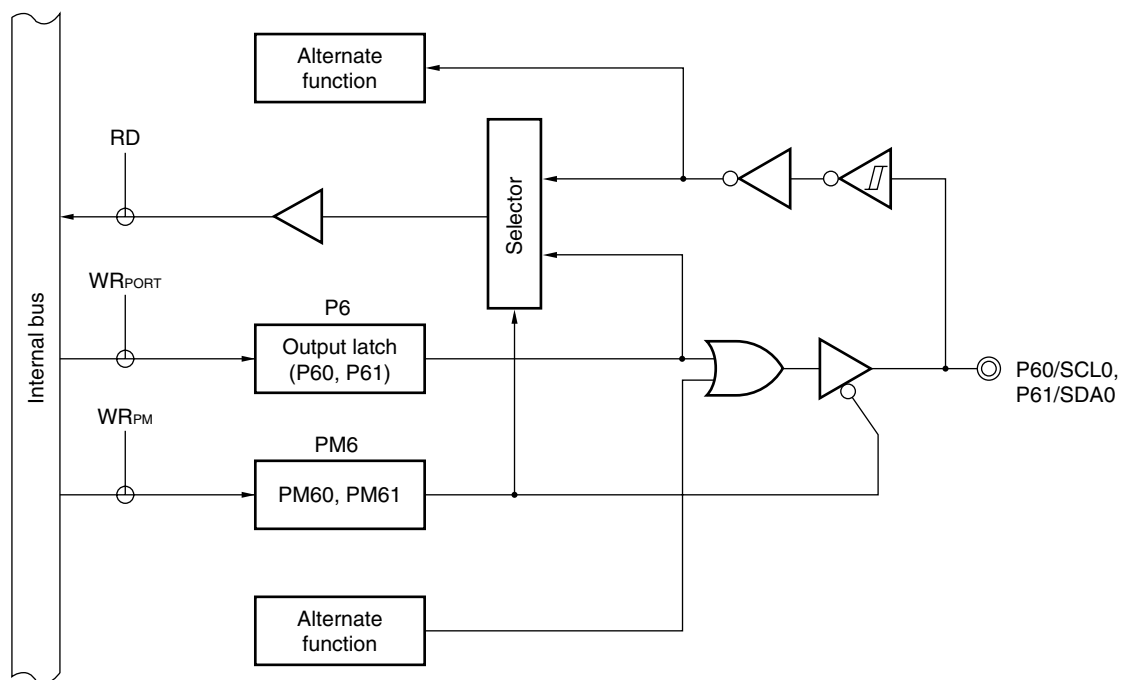 Alternate
function
RD
Selector
WRPORT
P6
Internal bus
Output latch
(P60, P61)
P60/SCL0,
P61/SDA0
WRPM
PM6
PM60, PM61
Alternate
function